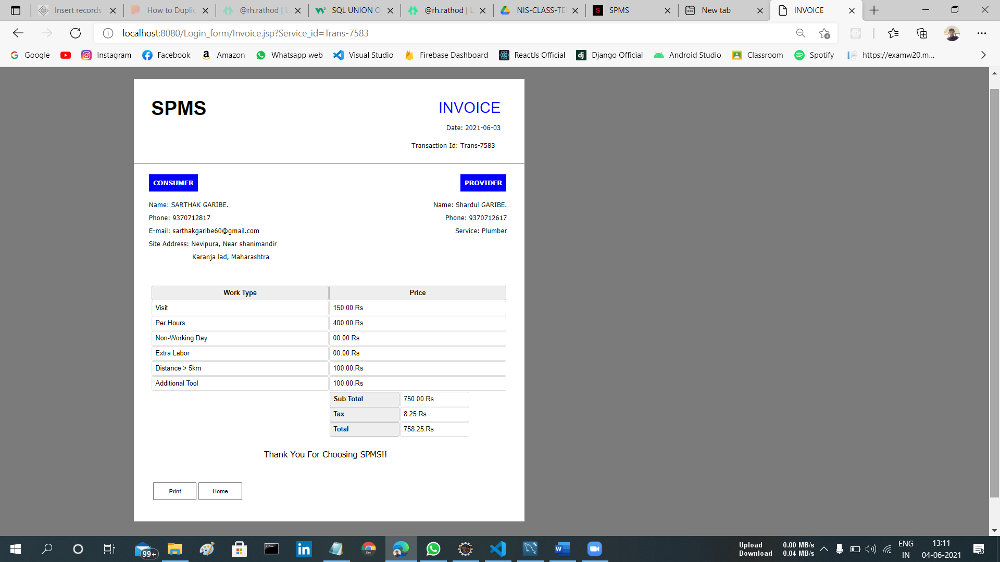 Insert records
How to Duplic
@rh.rathod | L
SQL UNION O
@rh.rathod | L
NIS-CLASS-TE
SPMS
New tab
INVOICE
localhost:8080/Login_form/Invoice.jsp?Service_id=Trans-7583
Google
Instagram
Facebook
Amazon
Whatsapp web
Visual Studio
Firebase Dashboard
ReactJs Official
Django Official
Android Studio
Classroom
Spotify
https://examw20.m...
SPMS
INVOICE
Date: 2021-06-03
Transaction Id: Trans-7583
CONSUMER
PROVIDER
Name: SARTHAK GARIBE.
Name: Shardul GARIBE.
Phone: 9370712817
Phone: 9370712617
E-mail: sarthakgaribe60@gmail.com
Service: Plumber
Site Address: Nevipura, Near shanimandir
Karanja lad, Maharashtra
Work Type Price
Visit 150.00.Rs
Per Hours 400.00.Rs
Non-Working Day 00.00.Rs
Extra Labor 00.00.Rs
Distance > 5km 100.00.Rs
Additional Tool 100.00.Rs
Sub Total 750.00.Rs
Tax 8.25.Rs
Total 758.25.Rs
Thank You For Choosing SPMS!!
Print
Home
99+
Upload 0.00 MB/s
Download 0.04 MB/s
ENG
IN
13:11
04-06-2021